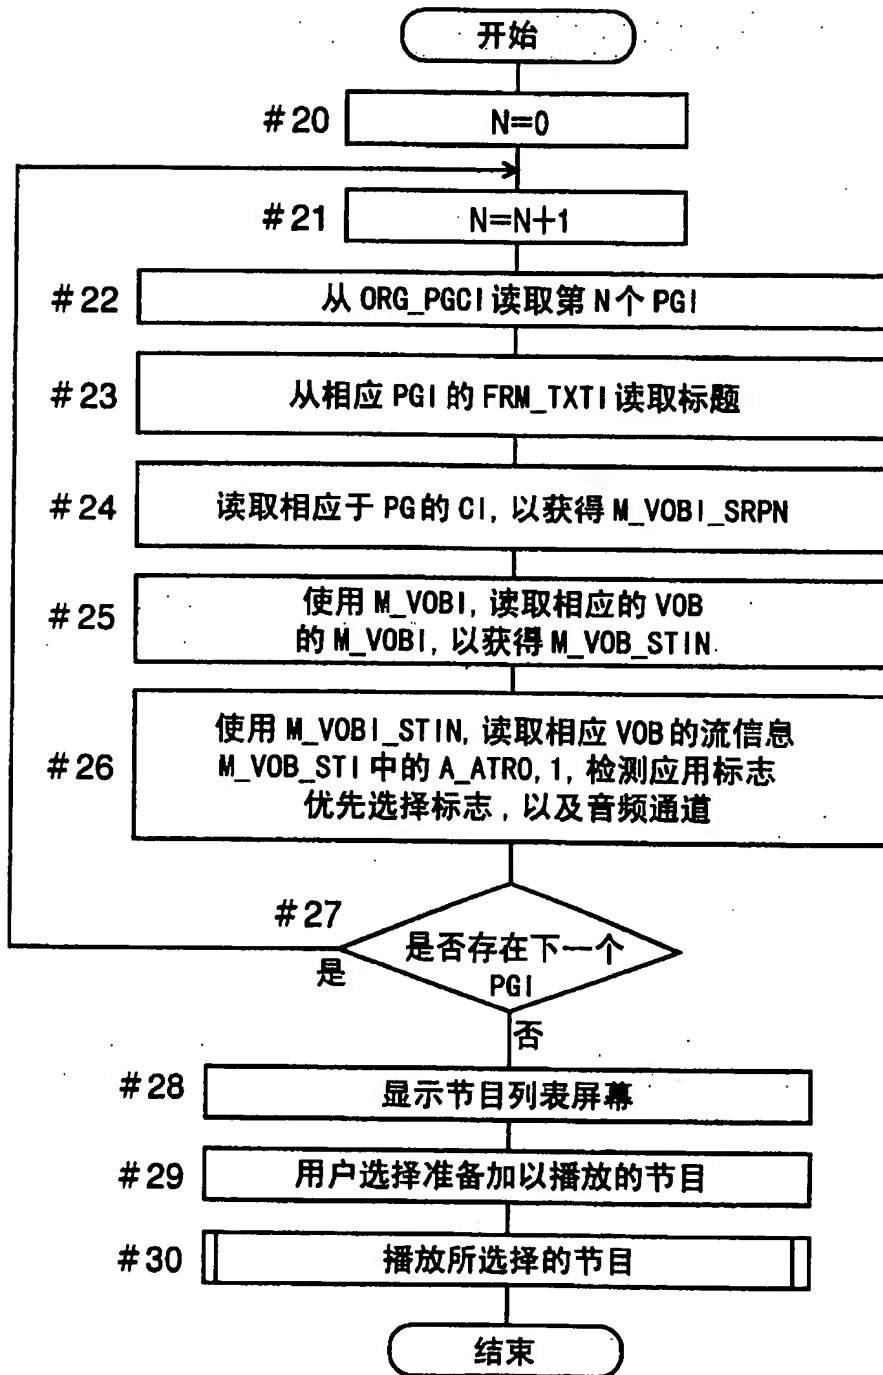 开始
#20 N=0
#21 N=N+1
#22 从 ORG_PGCI 读取第 N 个 PGI
#23 从相应 PGI 的 FRM_TXTI 读取标题
#24 读取相应于 PG 的 CI, 以获得 M_VOBI_SRPN
#25 使用 M_VOBI, 读取相应的 VOB
的 M_VOBI, 以获得 M_VOB_STIN
#26 使用 M_VOBI_STIN, 读取相应 VOB 的流信息
M_VOB_STI 中的 A_ATR0, 1, 检测应用标志
优先选择标志, 以及音频通道
#27
是否存在下一个
是
PGI
否
#28 显示节目列表屏幕
#29 用户选择准备加以播放的节目
#30 播放所选择的节目
结束